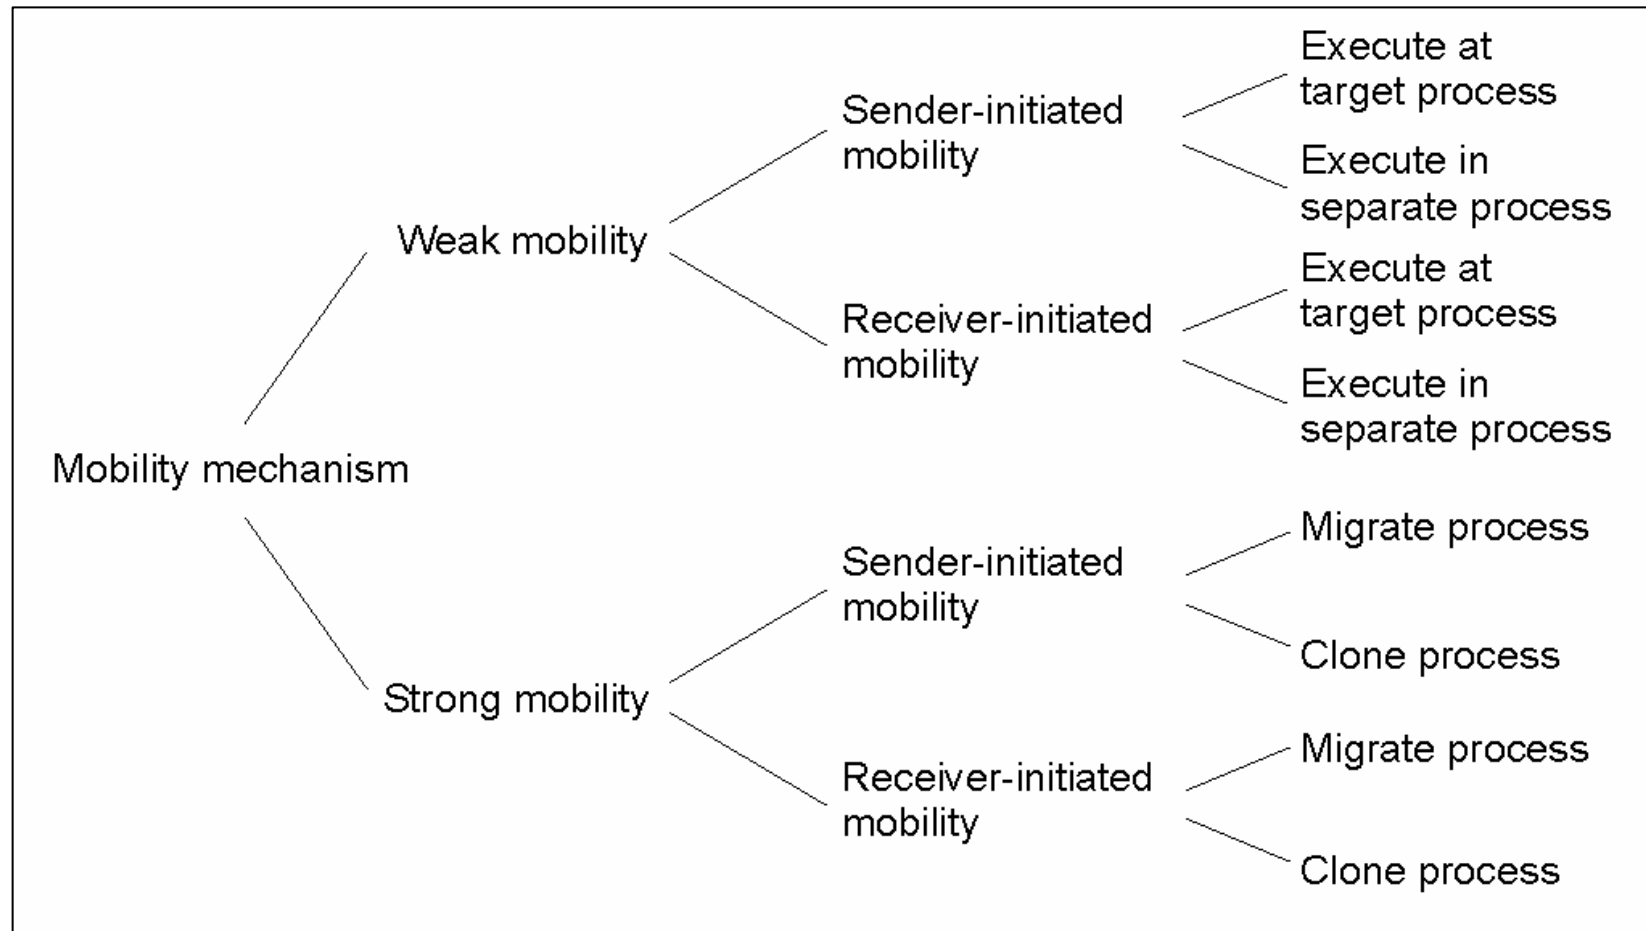 Execute at
target process
Sender-initiated
mobility
Execute in
separate process
Weak mobility
Execute at
target process
Receiver-initiated
mobility
Execute in
separate process
Mobility mechanism
Migrate process
Sender-initiated
mobility
Clone process
Strong mobility
Migrate process
Receiver-initiated
mobility
Clone process